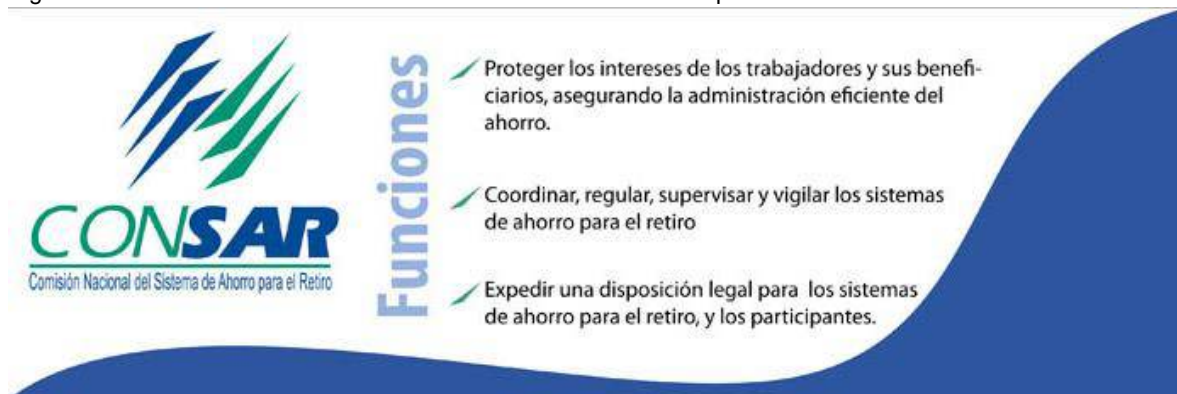 CONSAR
Comisión Nacional del Sistema de Ahorro para el Retiro
Funciones
Proteger los intereses de los trabajadores y sus benefi-
ciarios, asegurando la administración eficiente del
ahorro.
Coordinar, regular, supervisar y vigilar los sistemas
de ahorro para el retiro
Expedir una disposición legal para los sistemas
de ahorro para el retiro, y los participantes.